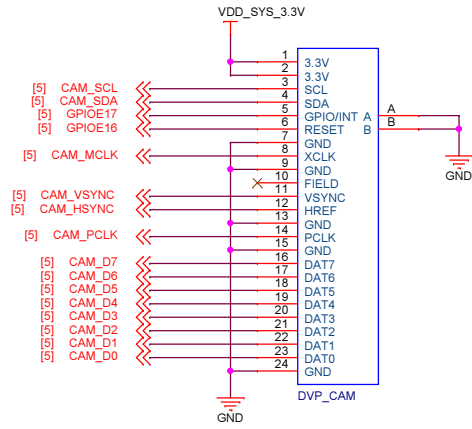 VDD_SYS_3.3V
1 3.3V
2 3.3V
[5] CAM_SCL 3 SCL
[5] CAM_SDA 4 SDA
[5] GPIOE17 5 GPIO/INT A A
[5] GPIOE16 6 RESET B B
7 GND
[5] CAM_MCLK 8 XCLK
9 GND
GND
10 FIELD
[5] CAM_VSYNC 11 VSYNC
[5] CAM_HSYNC 12 HREF
13 GND
[5] CAM_PCLK 14 PCLK
15 GND
[5] CAM_D7 16 DAT7
[5] CAM_D6 17 DAT6
[5] CAM_D5 18 DAT5
[5] CAM_D4 19 DAT4
[5] CAM_D3 20 DAT3
[5] CAM_D2 21 DAT2
[5] CAM_D1 22 DAT1
[5] CAM_D0 23 DAT0
24 GND
DVP_CAM
GND